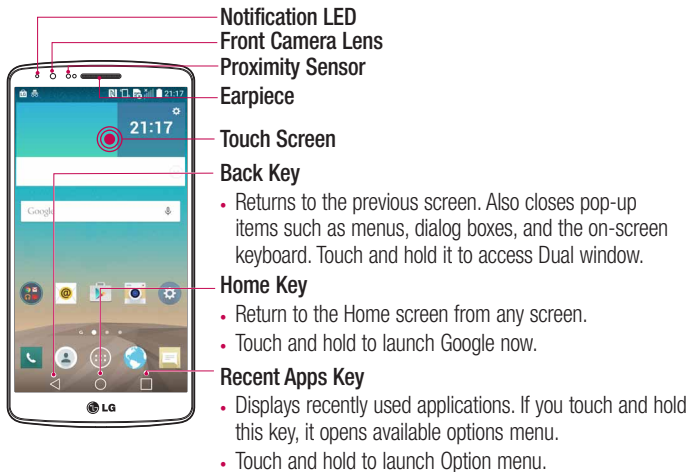 Notification LED
Front Camera Lens
Proximity Sensor
Earpiece
21:17
21:17
Touch Screen
Back Key
• Returns to the previous screen. Also closes pop-up
items such as menus, dialog boxes, and the on-screen
keyboard. Touch and hold it to access Dual window.
Google
Home Key
• Return to the Home screen from any screen.
• Touch and hold to launch Google now.
Recent Apps Key
• Displays recently used applications. If you touch and hold
this key, it opens available options menu.
• Touch and hold to launch Option menu.
LG